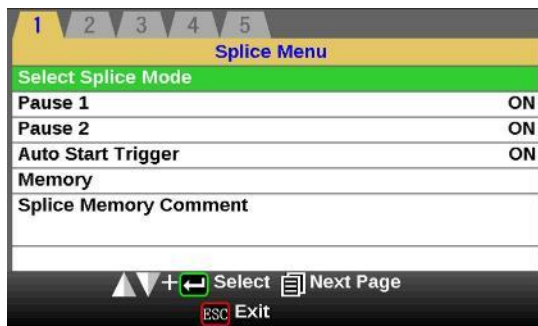 1 2 3 4 5
Splice Menu
Select Splice Mode
Pause 1 ON
Pause 2 ON
Auto Start Trigger ON
Memory
Splice Memory Comment
+ Select Next Page
ESC Exit